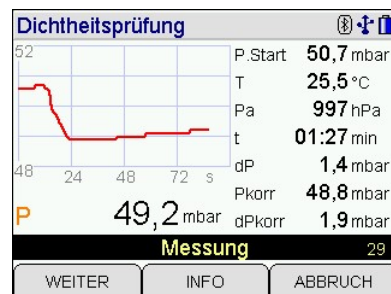 Dichtheitsprüfung
52
48
24 48 72 s
P 49,2 mbar
P.Start 50,7 mbar
T 25,5 °C
Pa 997 hPa
t 01:27 min
dP 1,4 mbar
Pkorr 48,8 mbar
dPkorr 1,9 mbar
Messung 29
WEITER INFO ABBRUCH